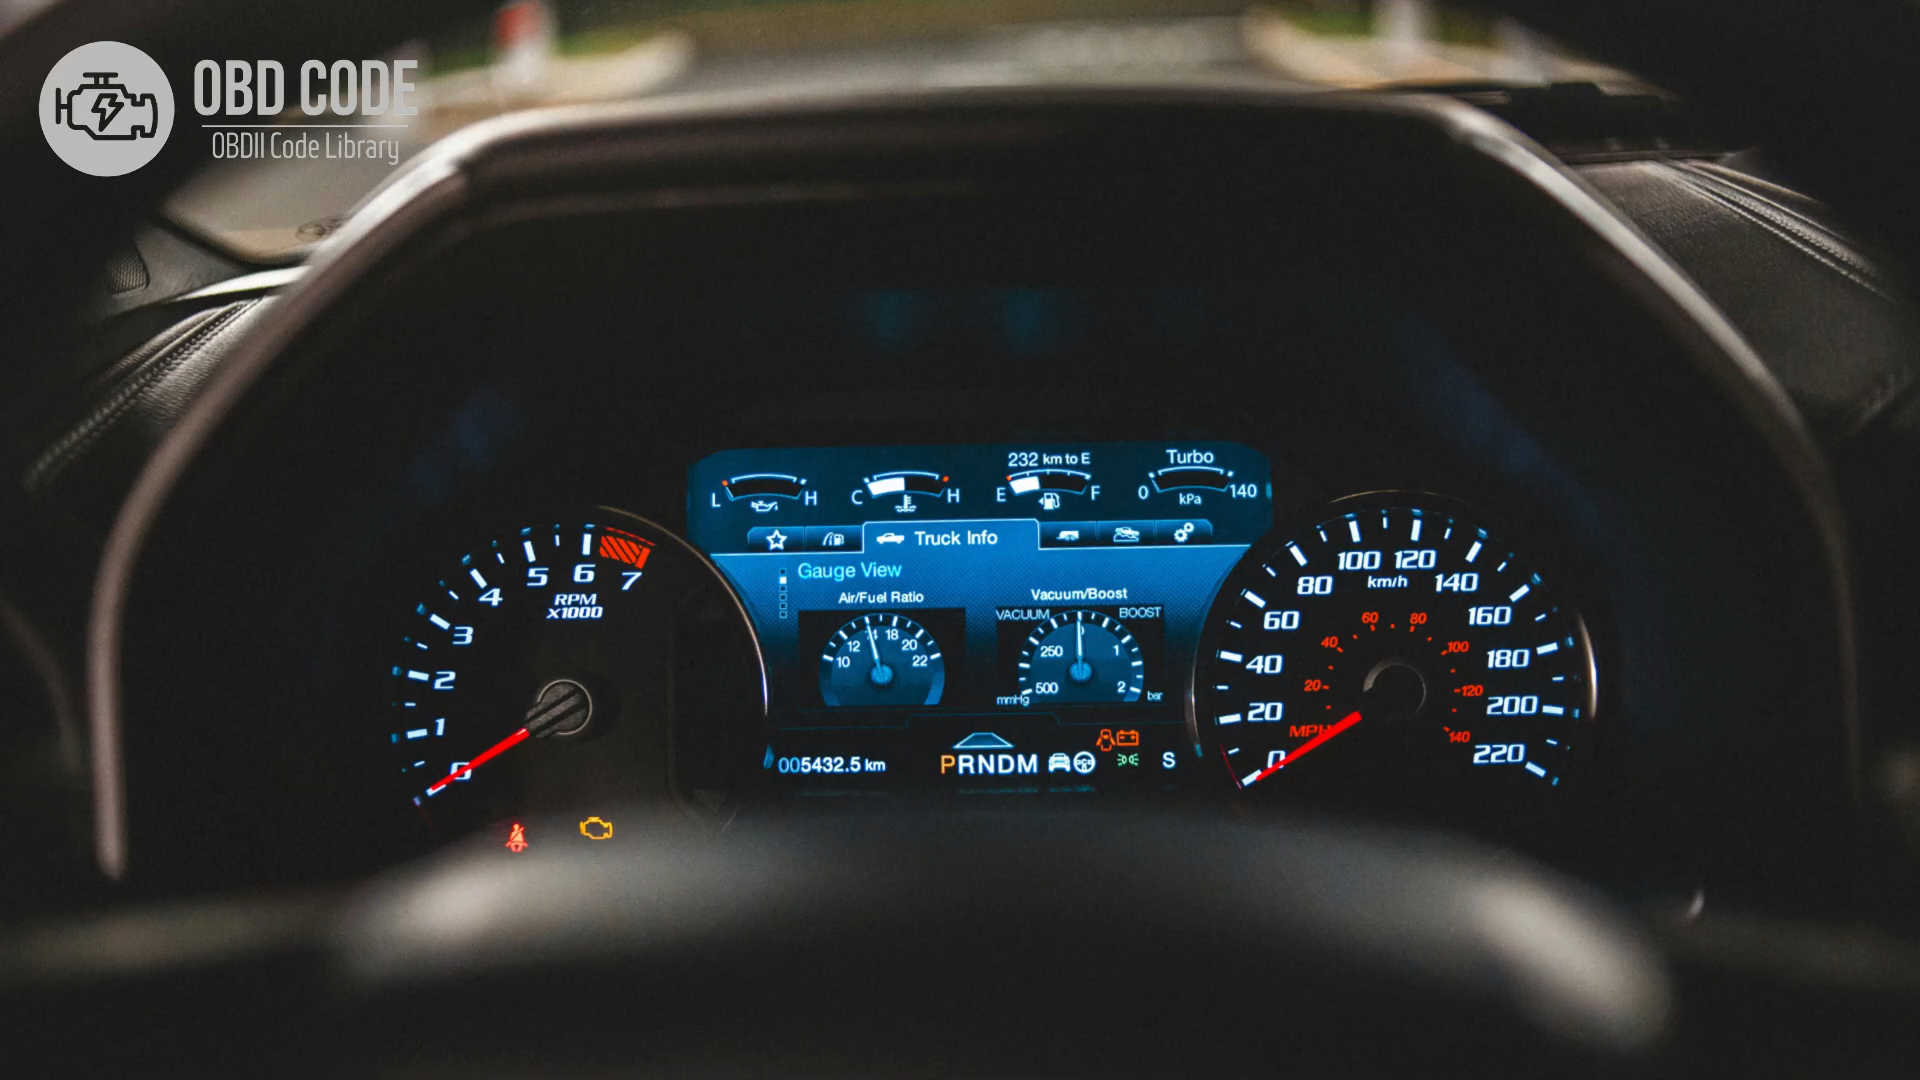 OBD CODE
OBDII Code Library
232 km to E
Turbo
L H
C H
E F
0 140
kPa
Truck Info
Gauge View
Air/Fuel Ratio
10 12 14 18 20 22
Vacuum/Boost
VACUUM BOOST
500 250 0 1 2
mmHg bar
0 1 2 3 4 5 6 7
RPM
X1000
0 20 40 60 80 100 120 140 160 180 200 220
km/h
20 40 60 80 100 120 140
MPH
005432.5 km
PRNDM
S